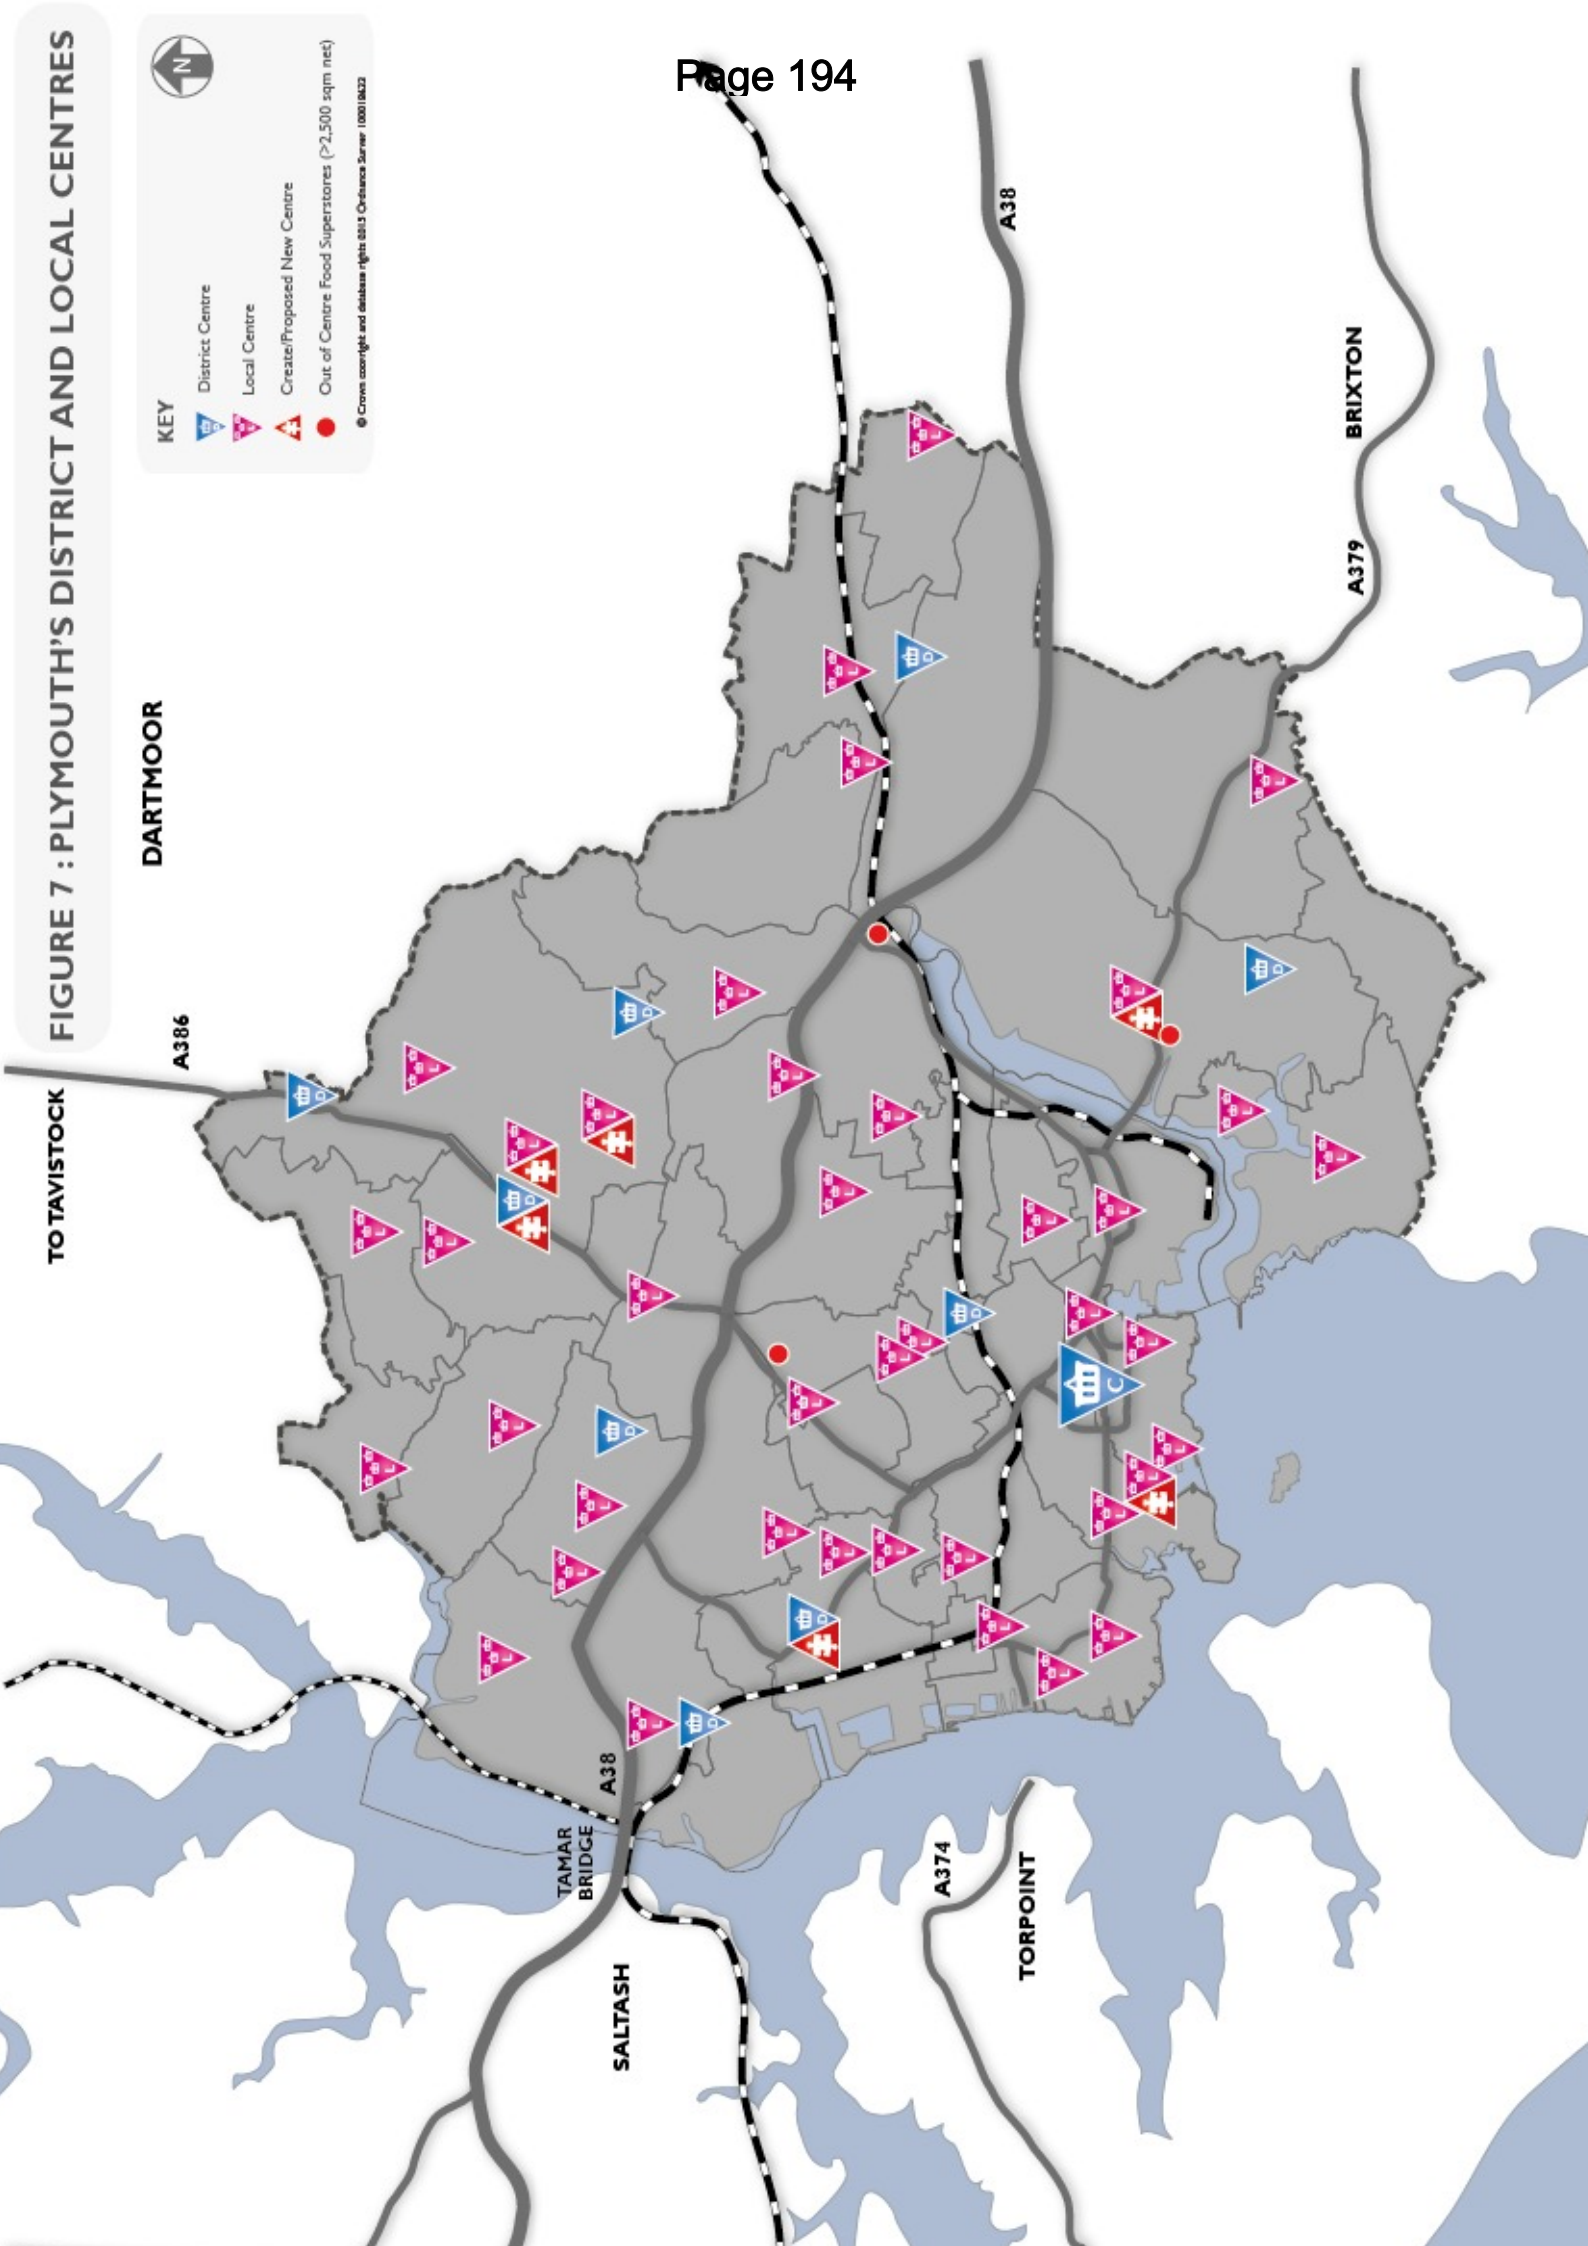 Page 194
FIGURE 7 : PLYMOUTH'S DISTRICT AND LOCAL CENTRES
N
KEY
District Centre
Local Centre
Create/Proposed New Centre
Out of Centre Food Superstores (>2,500 sqm net)
TO TAVISTOCK
A386
DARTMOOR
TAMAR
BRIDGE
A38
SALTASH
A38
A374
TORPOINT
A379
BRIXTON
C